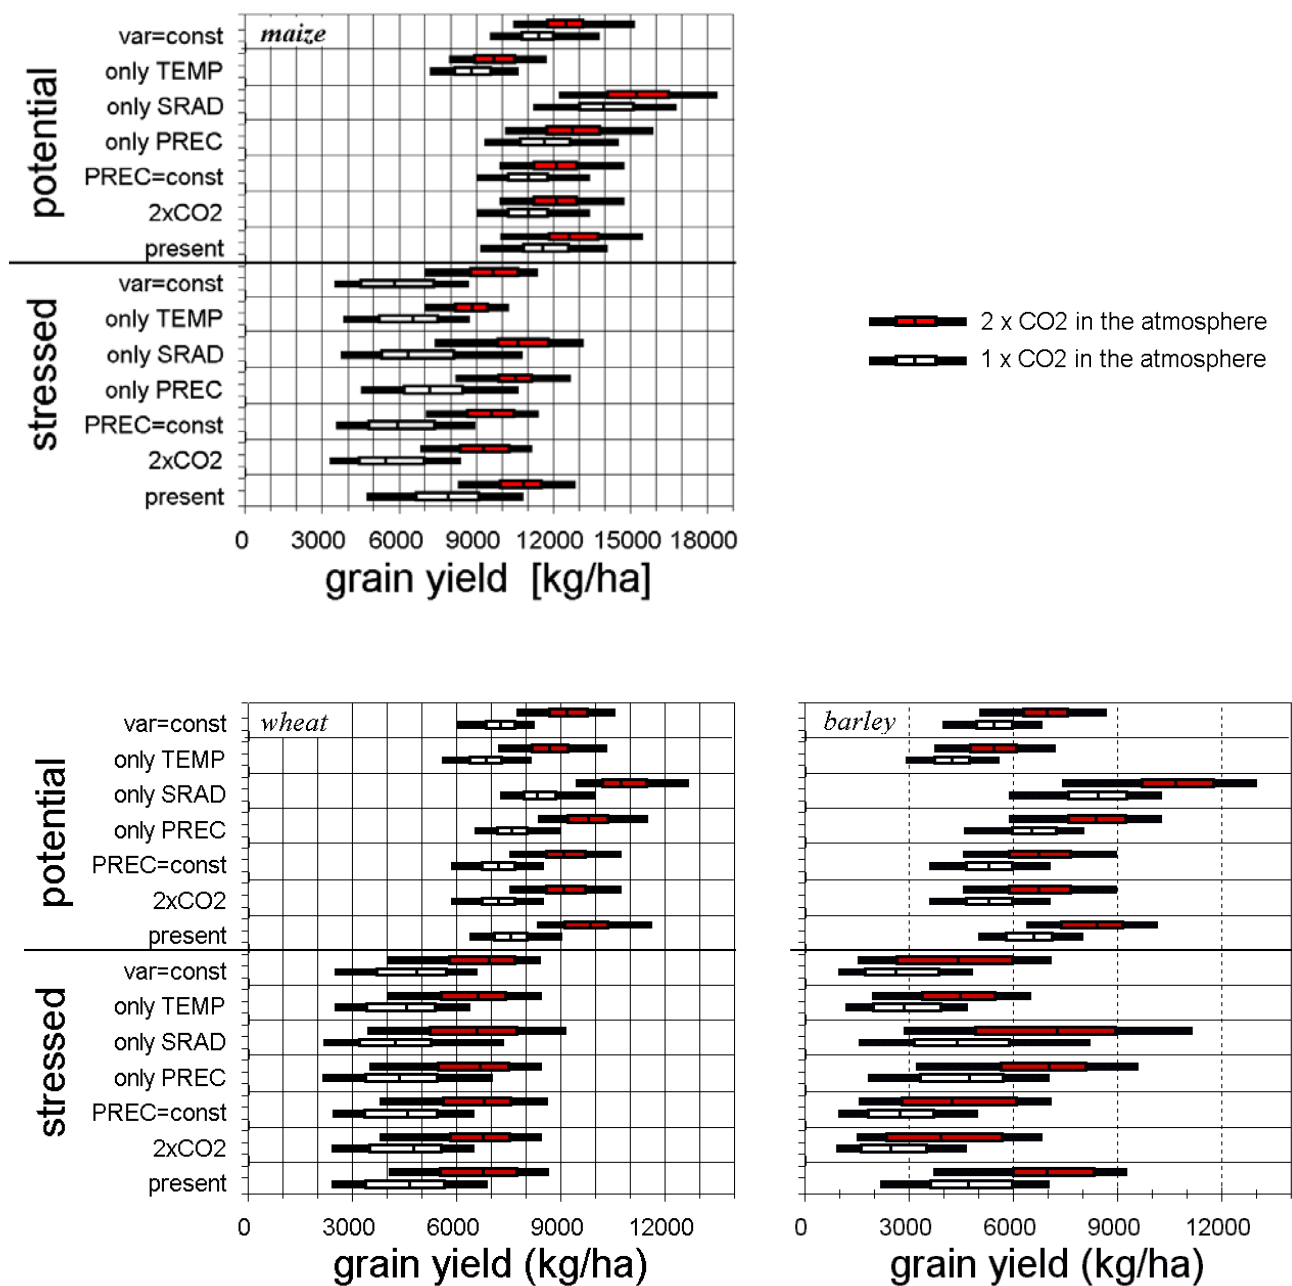 maize
potential
var=const
only TEMP
only SRAD
only PREC
PREC=const
2xCO2
present
stressed
var=const
only TEMP
only SRAD
only PREC
PREC=const
2xCO2
present
0 3000 6000 9000 12000 15000 18000
grain yield [kg/ha]
2 x CO2 in the atmosphere
1 x CO2 in the atmosphere
wheat
potential
var=const
only TEMP
only SRAD
only PREC
PREC=const
2xCO2
present
stressed
var=const
only TEMP
only SRAD
only PREC
PREC=const
2xCO2
present
0 3000 6000 9000 12000
grain yield (kg/ha)
barley
0 3000 6000 9000 12000
grain yield (kg/ha)